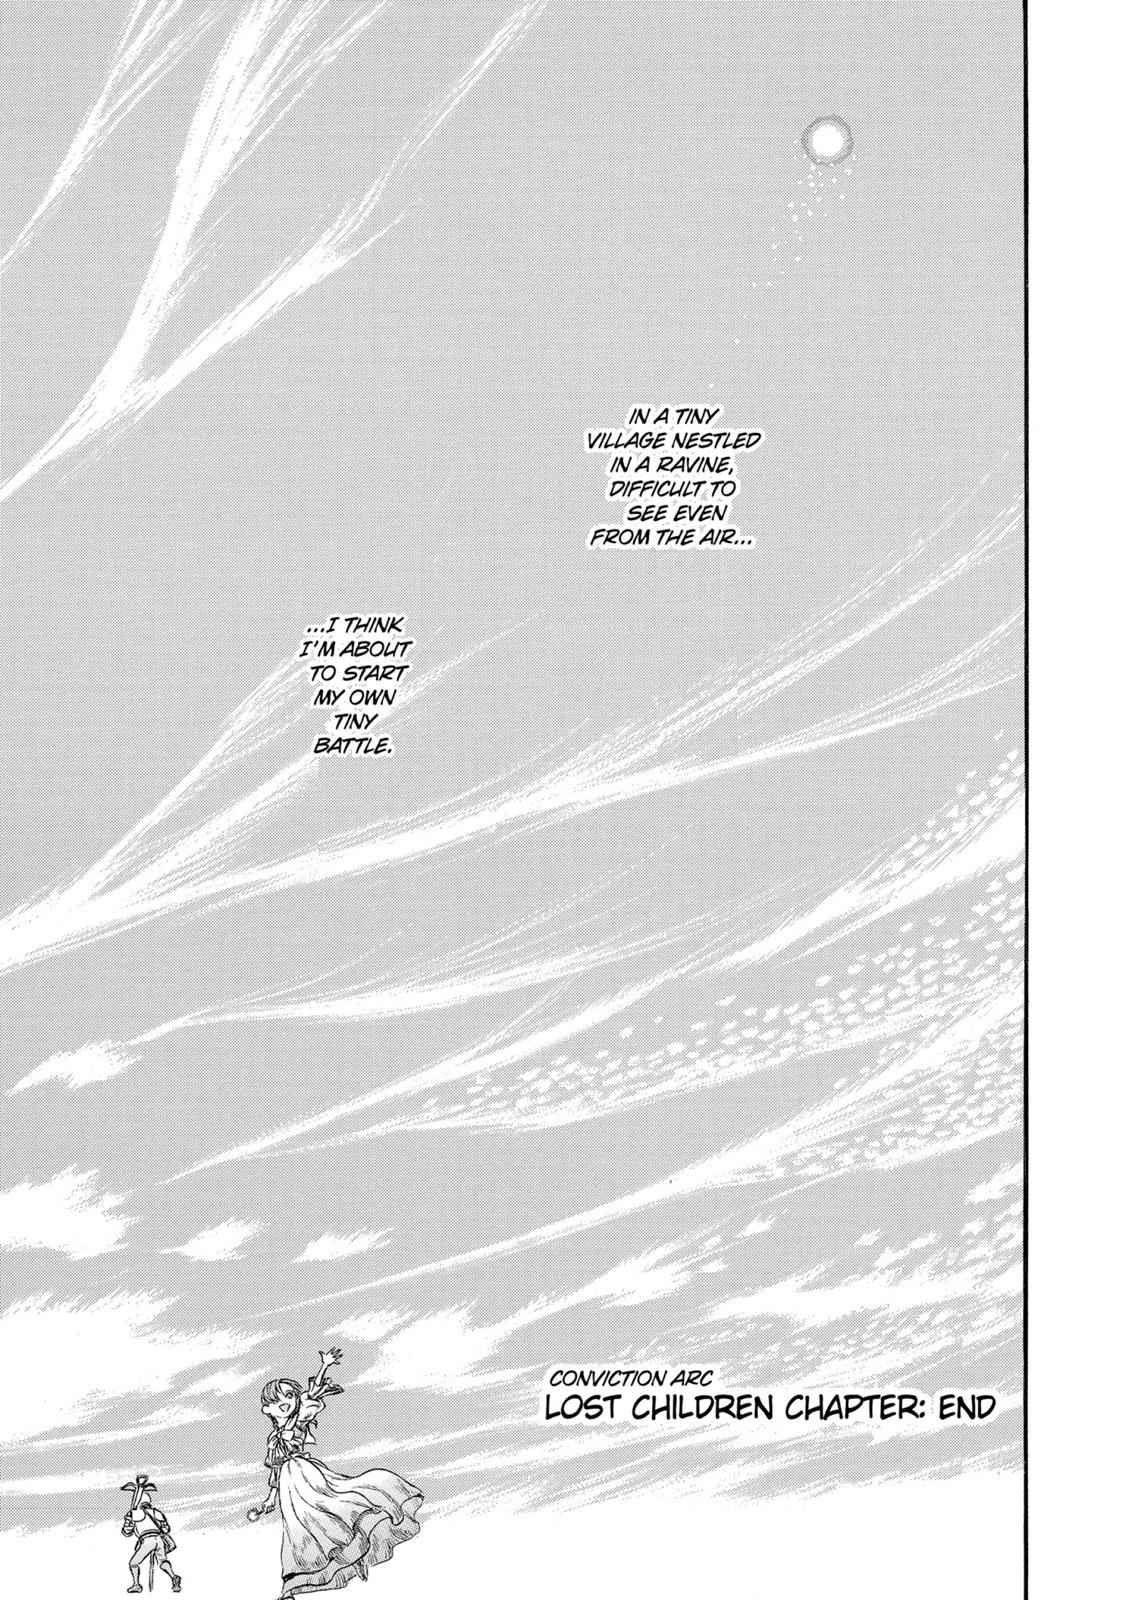 IN A TINY
VILLAGE NESTLED
IN A RAVINE,
DIFFICULT TO
SEE EVEN
FROM THE AIR...
...I THINK
I'M ABOUT
TO START
MY OWN
TINY
BATTLE.
CONVICTION ARC
LOST CHILDREN CHAPTER: END